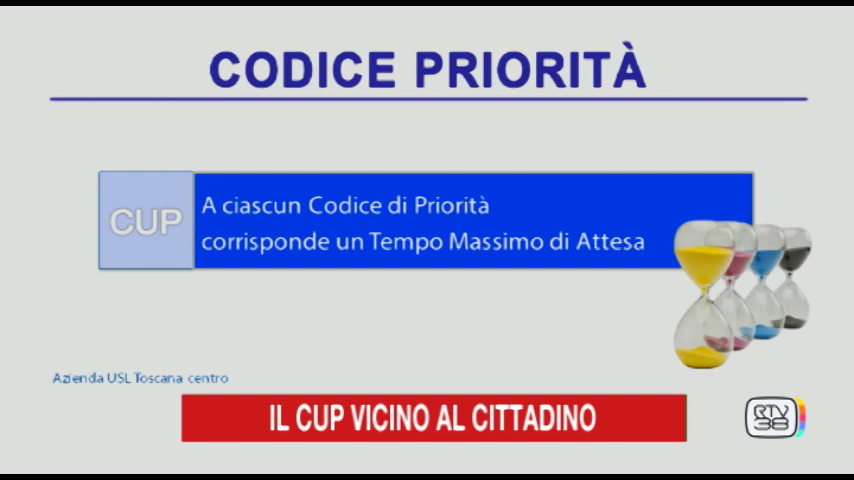 CODICE PRIORITÀ
CUP
A ciascun Codice di Priorità
corrisponde un Tempo Massimo di Attesa
Azienda USL Toscana centro
IL CUP VICINO AL CITTADINO
RTV
38